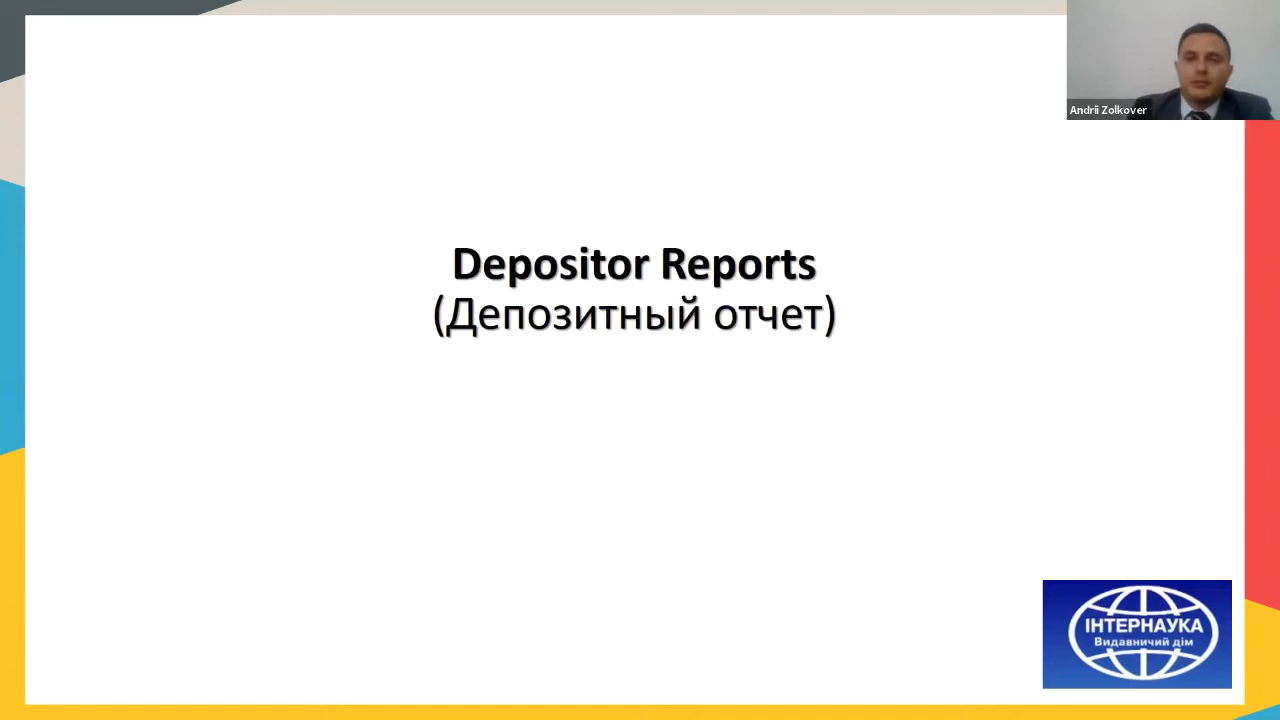 Andrii Zolkover
Depositor Reports
(Депозитный отчет)
ІНТЕРНАУКА
Видавничий дім